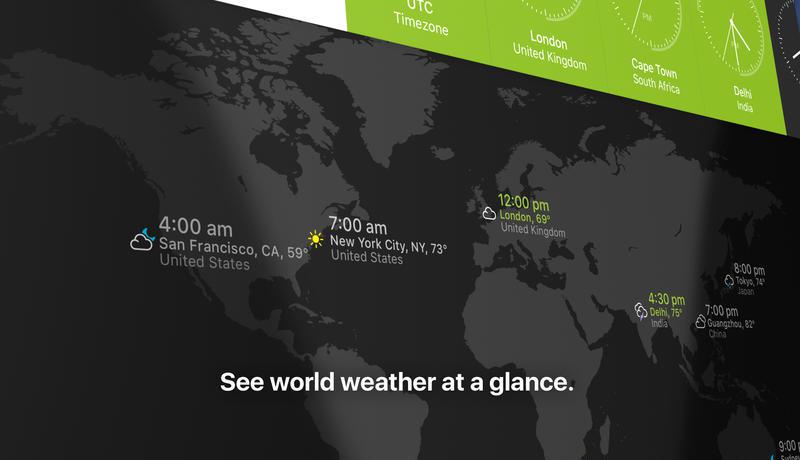 UTC
Timezone
London
United Kingdom
PM
Cape Town
South Africa
Delhi
India
4:00 am
San Francisco, CA, 59°
United States
7:00 am
New York City, NY, 73°
United States
12:00 pm
London, 69°
United Kingdom
8:00 pm
Tokyo, 74°
Japan
4:30 pm
Delhi, 75°
India
7:00 pm
Guangzhou, 82°
China
See world weather at a glance.
9:00